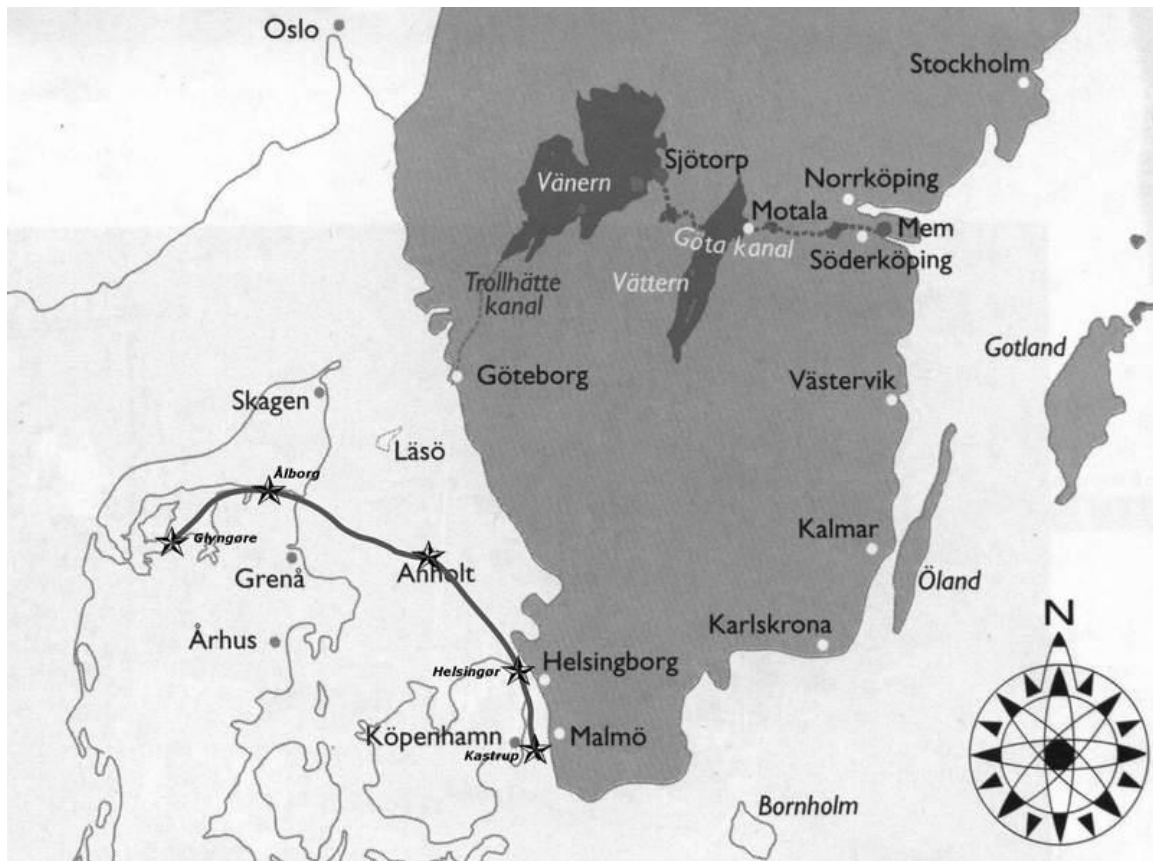 Oslo
Stockholm
Sjötorp
Vänern
Norrköping
Motala
Mem
Göta kanal
Söderköping
Trollhätte
kanal
Vättern
Gotland
Göteborg
Västervik
Skagen
Läsö
Ålborg
Kalmar
Glyngøre
Anholt
Grenå
Öland
N
Karlskrona
Århus
Helsingør
Helsingborg
Köpenhamn
Malmö
Kastrup
Bornholm